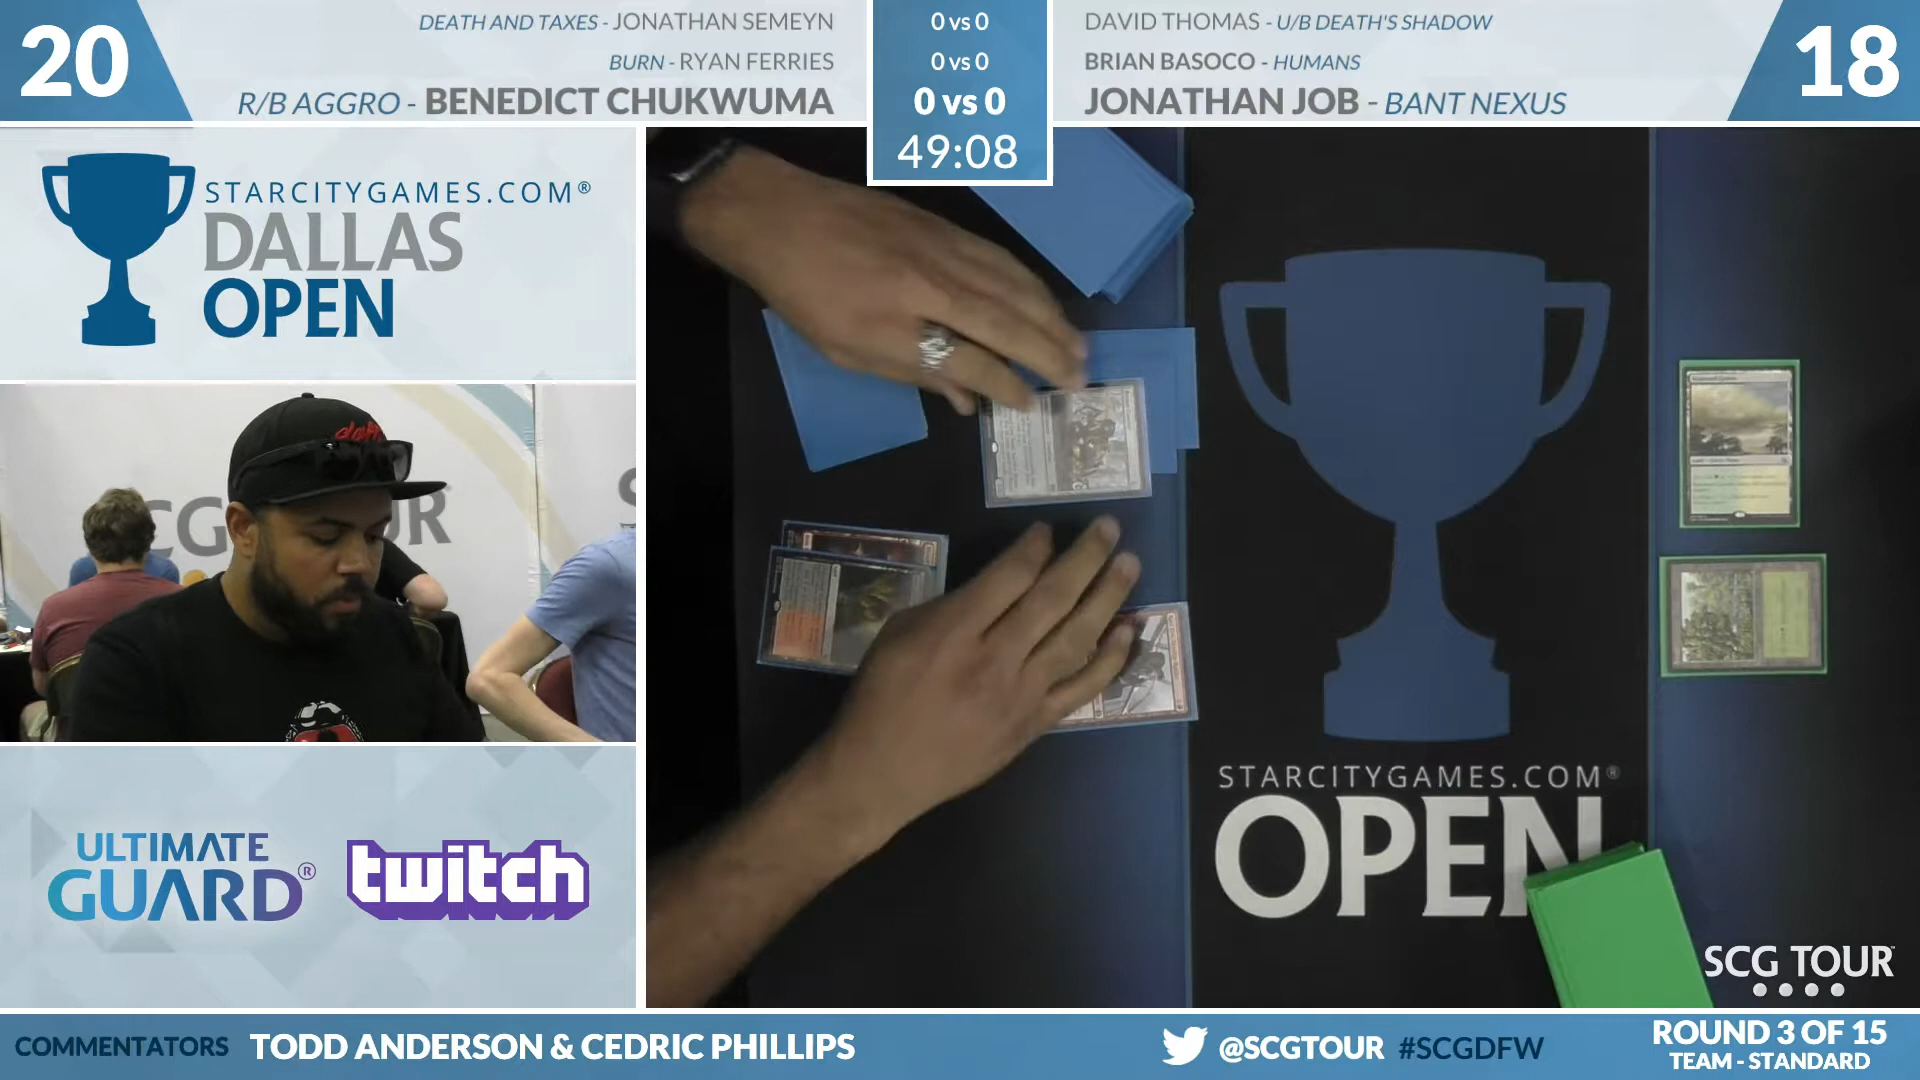 20
DEATH AND TAXES - JONATHAN SEMEYN
BURN - RYAN FERRIES
R/B AGGRO - BENEDICT CHUKWUMA
0 vs 0
0 vs 0
0 vs 0
49:08
DAVID THOMAS - U/B DEATH'S SHADOW
BRIAN BASOCO - HUMANS
JONATHAN JOB - BANT NEXUS
18
STARCITYGAMES.COM®
DALLAS
OPEN
ULTIMATE
GUARD®
twitch
STARCITYGAMES.COM®
OPEN
SCG TOUR™
COMMENTATORS TODD ANDERSON & CEDRIC PHILLIPS
@SCGTOUR #SCGDFW
ROUND 3 OF 15
TEAM - STANDARD